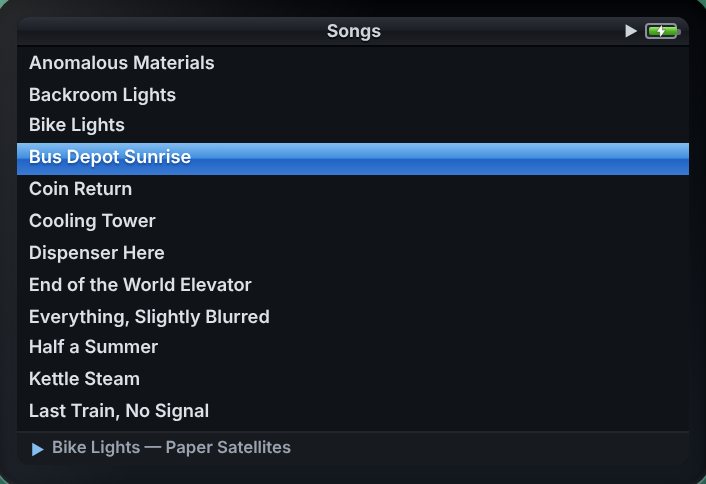 Songs
Anomalous Materials
Backroom Lights
Bike Lights
Bus Depot Sunrise
Coin Return
Cooling Tower
Dispenser Here
End of the World Elevator
Everything, Slightly Blurred
Half a Summer
Kettle Steam
Last Train, No Signal
Bike Lights — Paper Satellites